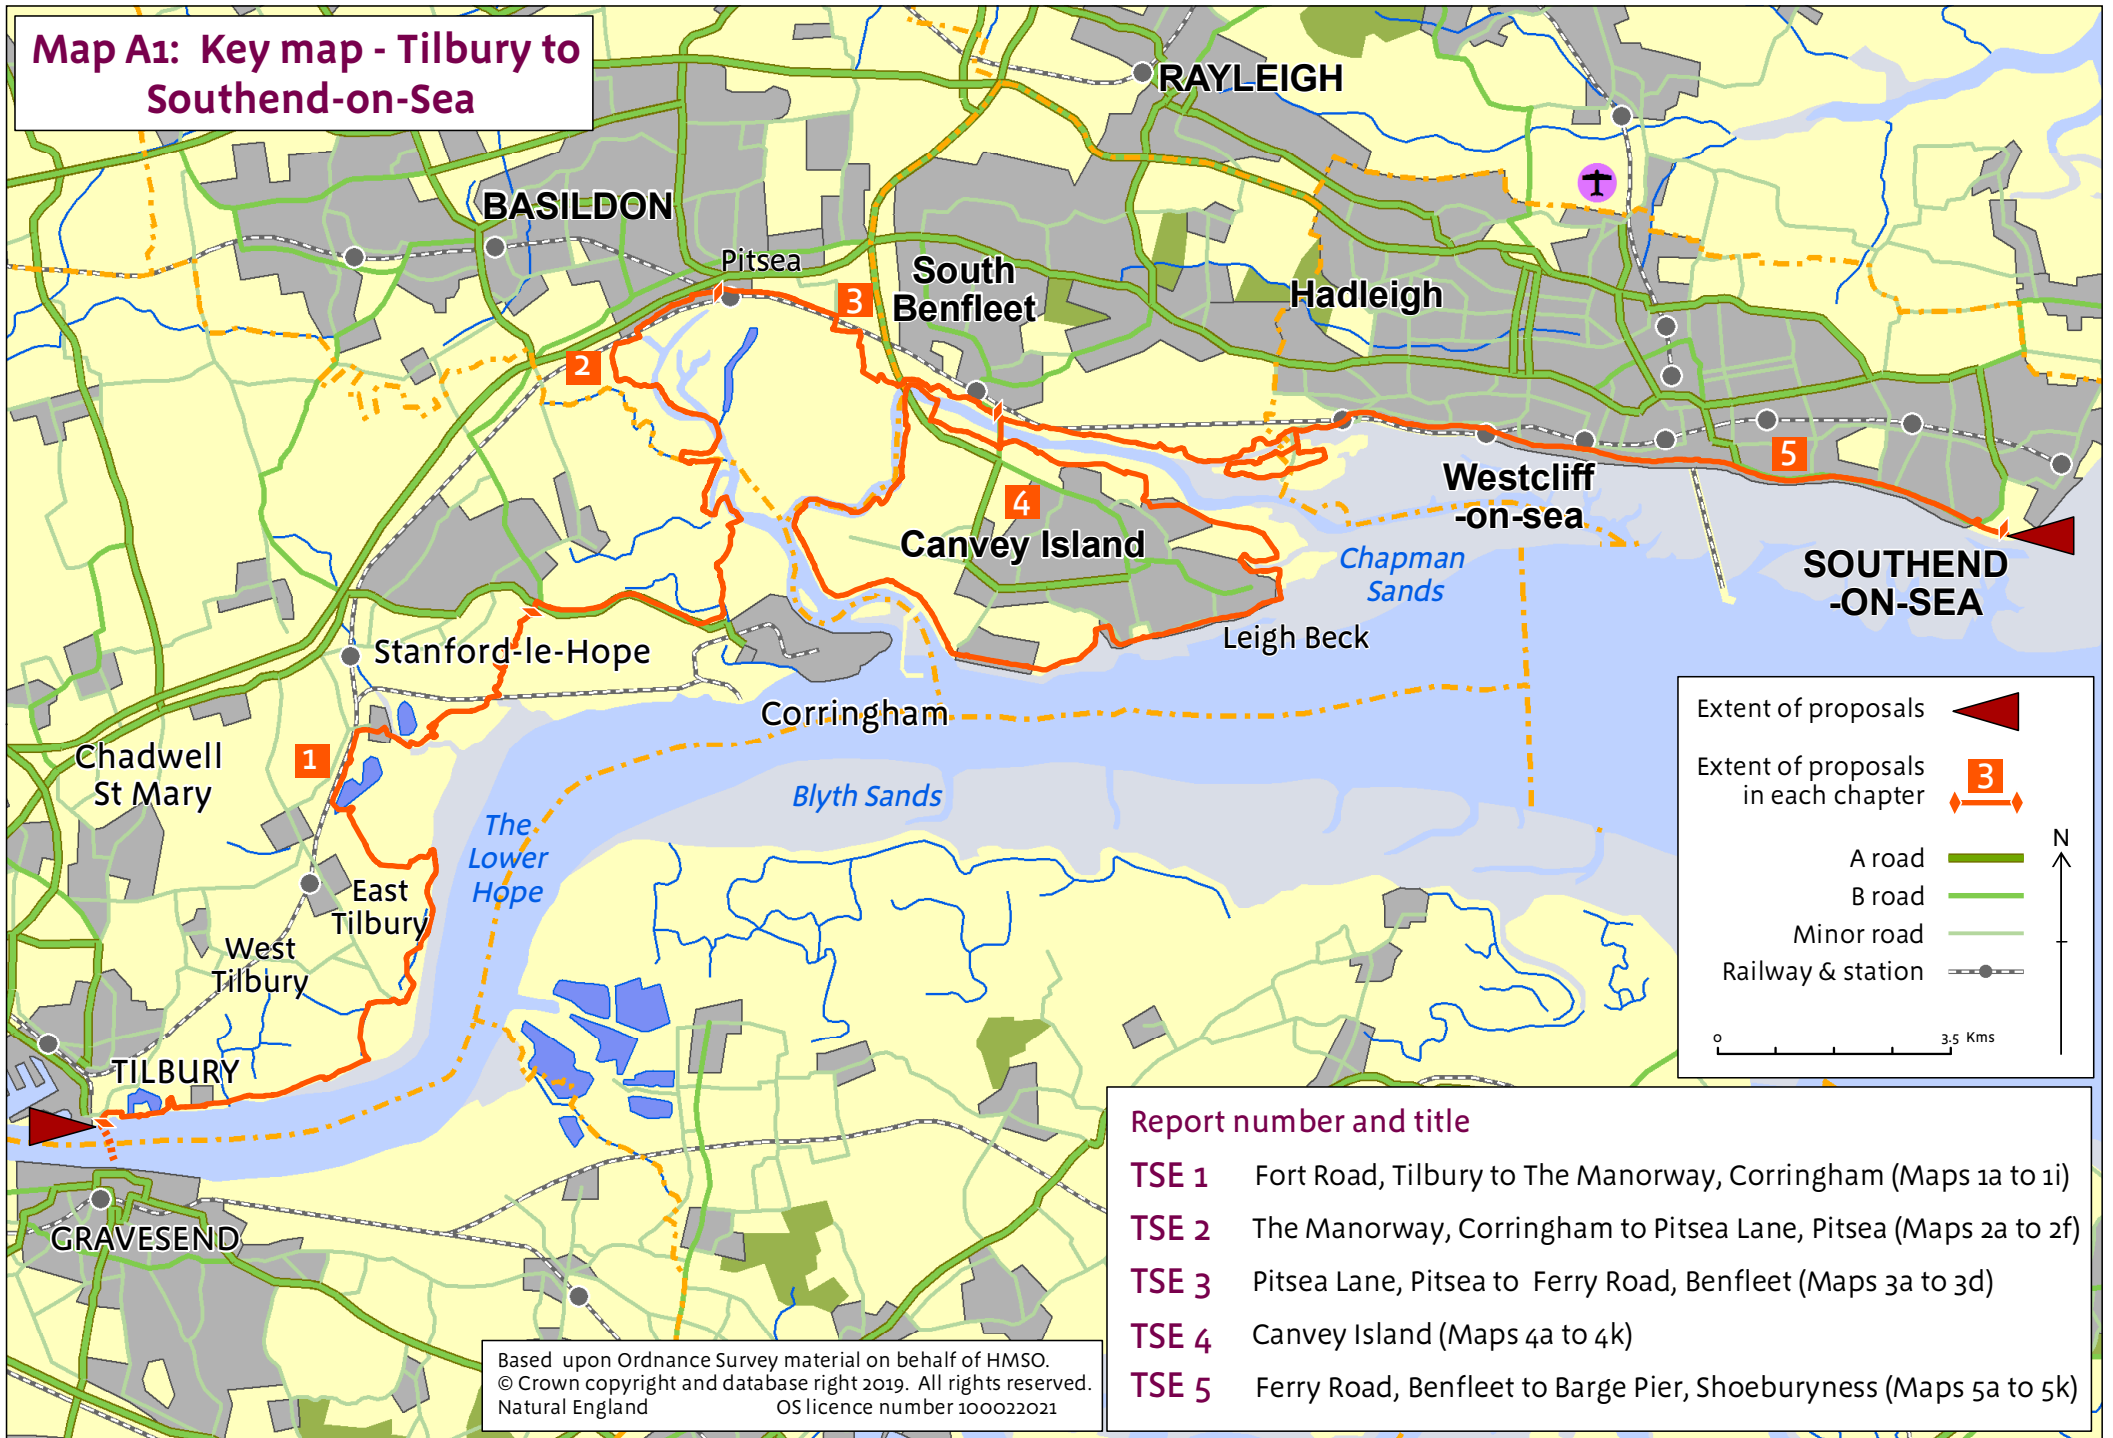 Map A1: Key map - Tilbury to
Southend-on-Sea
RAYLEIGH
BASILDON
Pitsea
South
Benfleet
3
Hadleigh
2
4
Westcliff
-on-sea
5
Canvey Island
Chapman
Sands
SOUTHEND
-ON-SEA
Leigh Beck
Stanford-le-Hope
Corringham
Chadwell
St Mary
1
Blyth Sands
The
Lower
Hope
East
Tilbury
West
Tilbury
TILBURY
GRAVESEND
Extent of proposals
Extent of proposals
in each chapter
3
A road
B road
Minor road
Railway & station
N
0
3.5 Kms
Report number and title
TSE 1 Fort Road, Tilbury to The Manorway, Corringham (Maps 1a to 1i)
TSE 2 The Manorway, Corringham to Pitsea Lane, Pitsea (Maps 2a to 2f)
TSE 3 Pitsea Lane, Pitsea to Ferry Road, Benfleet (Maps 3a to 3d)
TSE 4 Canvey Island (Maps 4a to 4k)
TSE 5 Ferry Road, Benfleet to Barge Pier, Shoeburyness (Maps 5a to 5k)
Based upon Ordnance Survey material on behalf of HMSO.
© Crown copyright and database right 2019. All rights reserved.
Natural England OS licence number 100022021